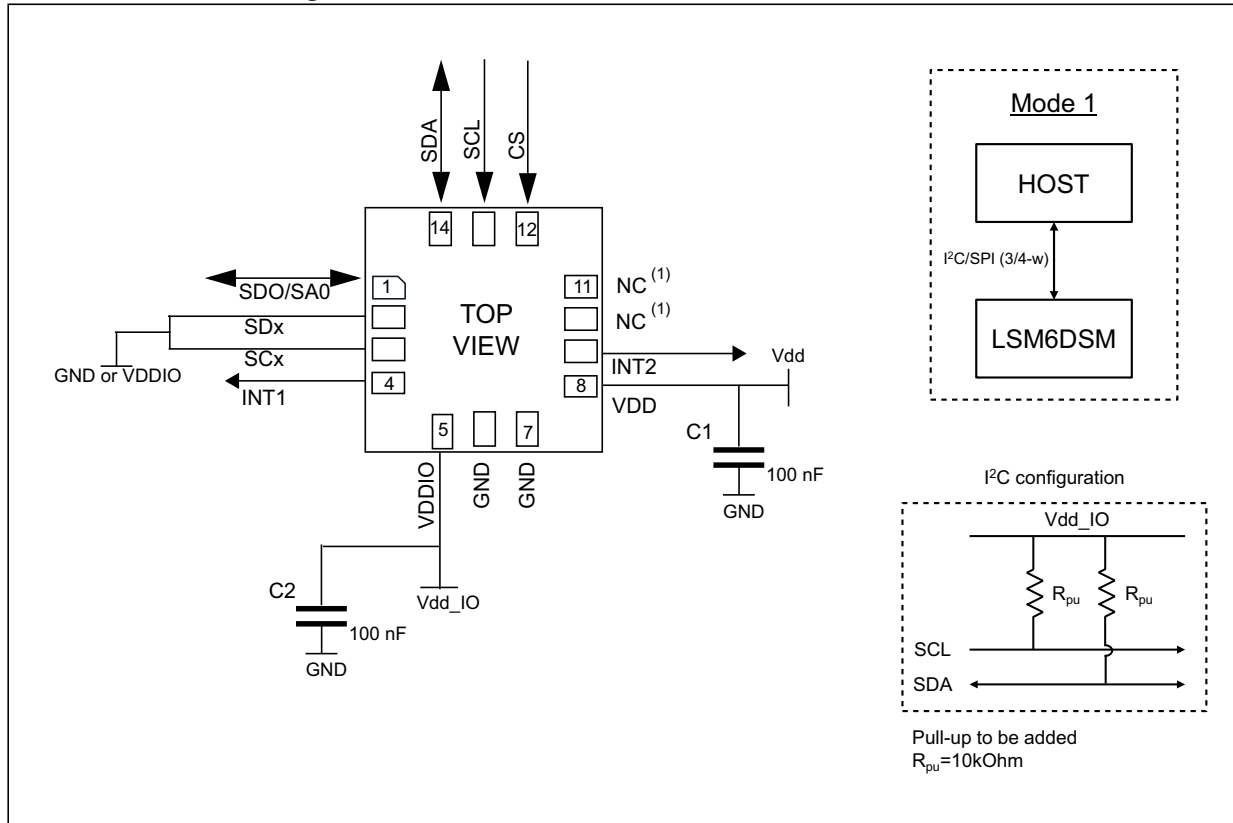 SDA
SCL
CS
14
12
1
SDO/SA0
SDx
SCx
GND or VDDIO
4
INT1
TOP
VIEW
11
NC (1)
NC (1)
INT2
Vdd
8
VDD
5
7
VDDIO
GND
GND
C1
100 nF
GND
C2
100 nF
GND
Vdd_IO
Mode 1
HOST
I²C/SPI (3/4-w)
LSM6DSM
I²C configuration
Vdd_IO
Rpu
Rpu
SCL
SDA
Pull-up to be added
Rpu=10kOhm